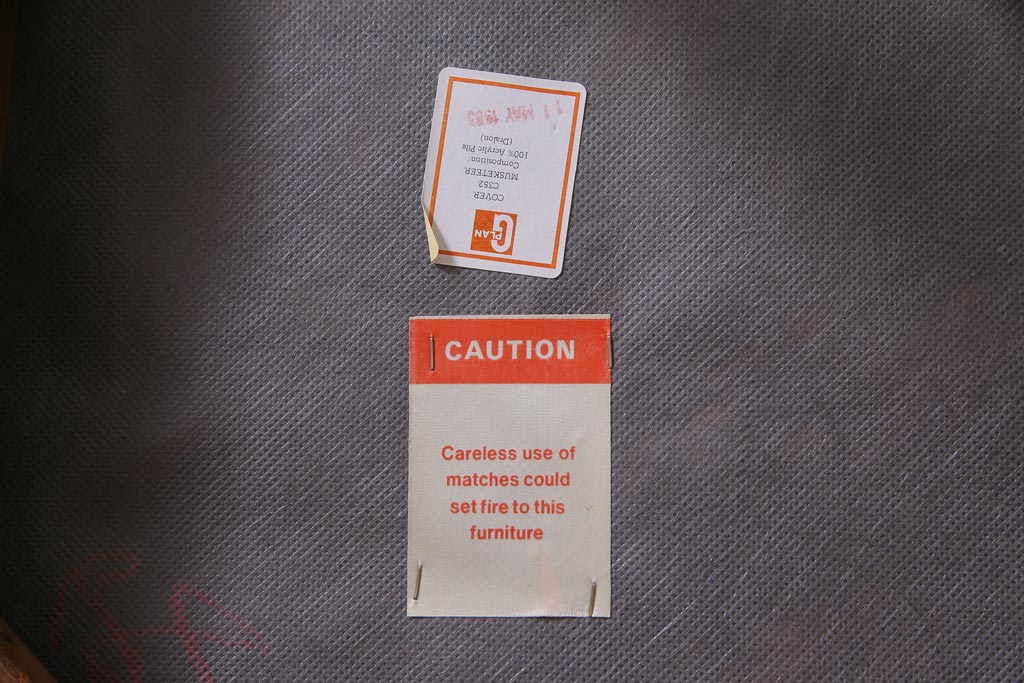 G PLAN
COVER
C352
MUSKETEER
Composition:
100% Acrylic Pile
(Dralon)
11 MAY 1983
CAUTION
Careless use of
matches could
set fire to this
furniture